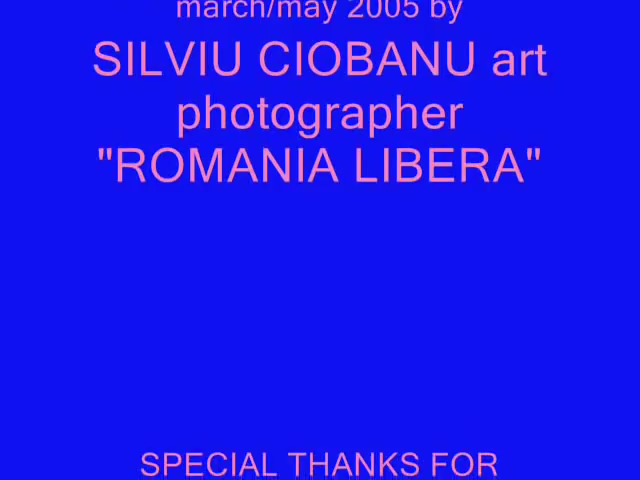 march/may 2005 by
SILVIU CIOBANU art
photographer
"ROMANIA LIBERA"
SPECIAL THANKS FOR